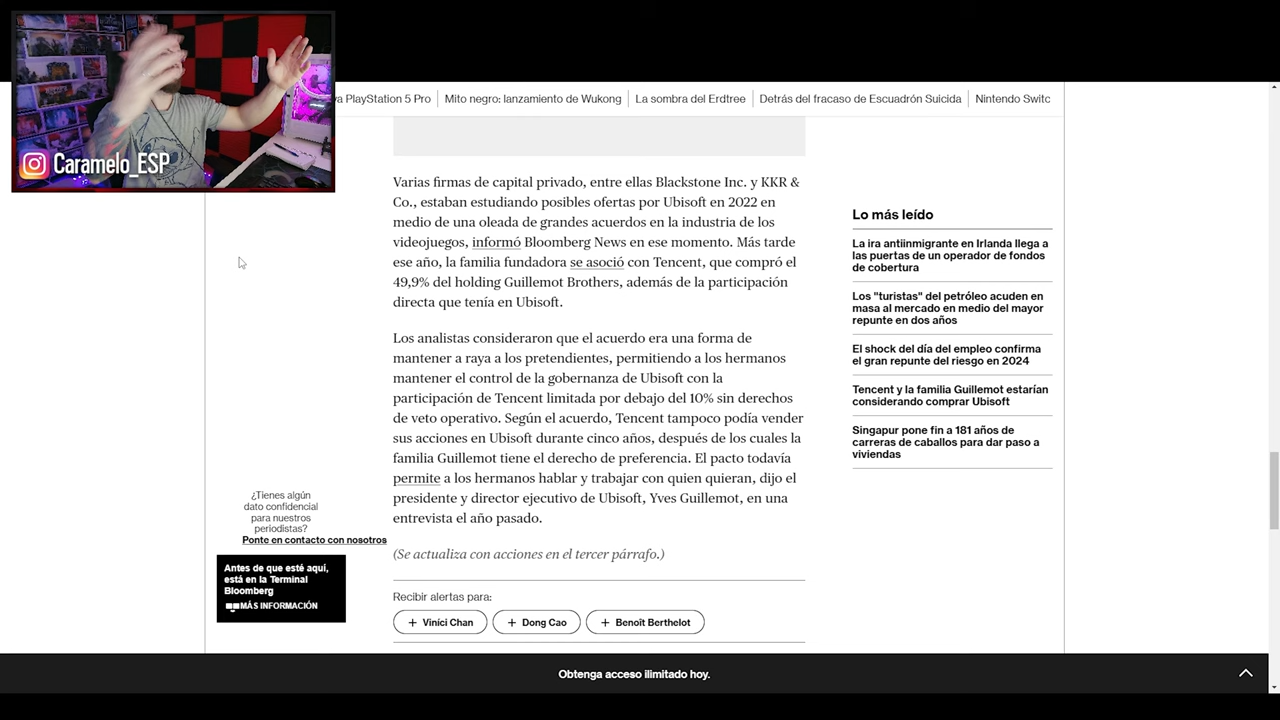 Caramelo_ESP
va PlayStation 5 Pro
Mito negro: lanzamiento de Wukong
La sombra del Erdtree
Detrás del fracaso de Escuadrón Suicida
Nintendo Switc
Varias firmas de capital privado, entre ellas Blackstone Inc. y KKR &
Co., estaban estudiando posibles ofertas por Ubisoft en 2022 en
medio de una oleada de grandes acuerdos en la industria de los
videojuegos, informó Bloomberg News en ese momento. Más tarde
ese año, la familia fundadora se asoció con Tencent, que compró el
49,9% del holding Guillemot Brothers, además de la participación
directa que tenía en Ubisoft.
Los analistas consideraron que el acuerdo era una forma de
mantener a raya a los pretendientes, permitiendo a los hermanos
mantener el control de la gobernanza de Ubisoft con la
participación de Tencent limitada por debajo del 10% sin derechos
de veto operativo. Según el acuerdo, Tencent tampoco podía vender
sus acciones en Ubisoft durante cinco años, después de los cuales la
familia Guillemot tiene el derecho de preferencia. El pacto todavía
permite a los hermanos hablar y trabajar con quien quieran, dijo el
presidente y director ejecutivo de Ubisoft, Yves Guillemot, en una
entrevista el año pasado.
(Se actualiza con acciones en el tercer párrafo.)
Recibir alertas para:
+ Viníci Chan
+ Dong Cao
+ Benoît Berthelot
Lo más leído
La ira antiinmigrante en Irlanda llega a
las puertas de un operador de fondos
de cobertura
Los "turistas" del petróleo acuden en
masa al mercado en medio del mayor
repunte en dos años
El shock del día del empleo confirma
el gran repunte del riesgo en 2024
Tencent y la familia Guillemot estarían
considerando comprar Ubisoft
Singapur pone fin a 181 años de
carreras de caballos para dar paso a
viviendas
¿Tienes algún
dato confidencial
para nuestros
periodistas?
Ponte en contacto con nosotros
Antes de que esté aquí,
está en la Terminal
Bloomberg
MÁS INFORMACIÓN
Obtenga acceso ilimitado hoy.